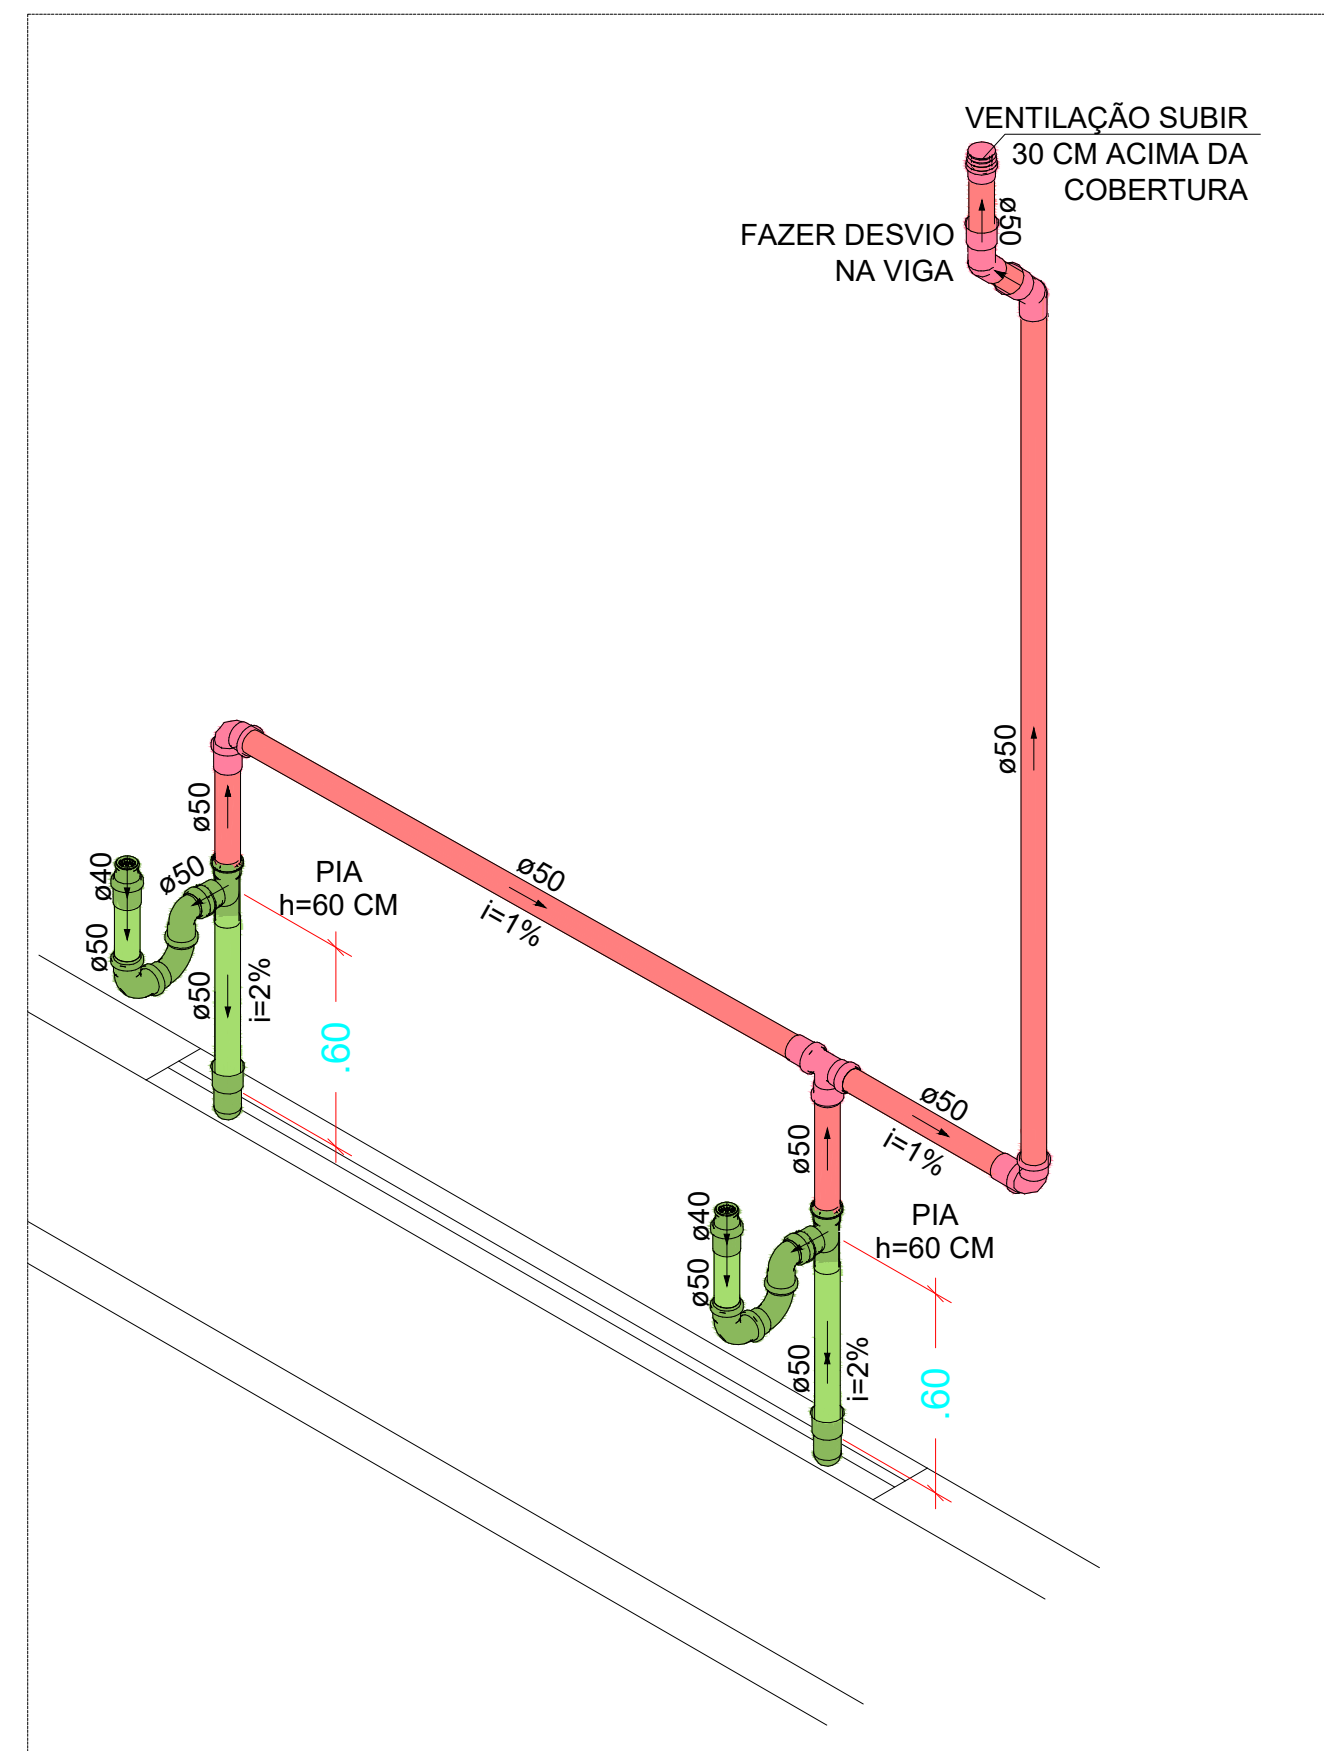 VENTILAÇÃO SUBIR
30 CM ACIMA DA
COBERTURA
ø50
FAZER DESVIO
NA VIGA
ø50
ø50
ø40
ø50
PIA
h=60 CM
ø50
i=1%
ø50
ø50
i=2%
.60
ø50
i=1%
ø50
ø40
ø50
PIA
h=60 CM
ø50
i=2%
.60